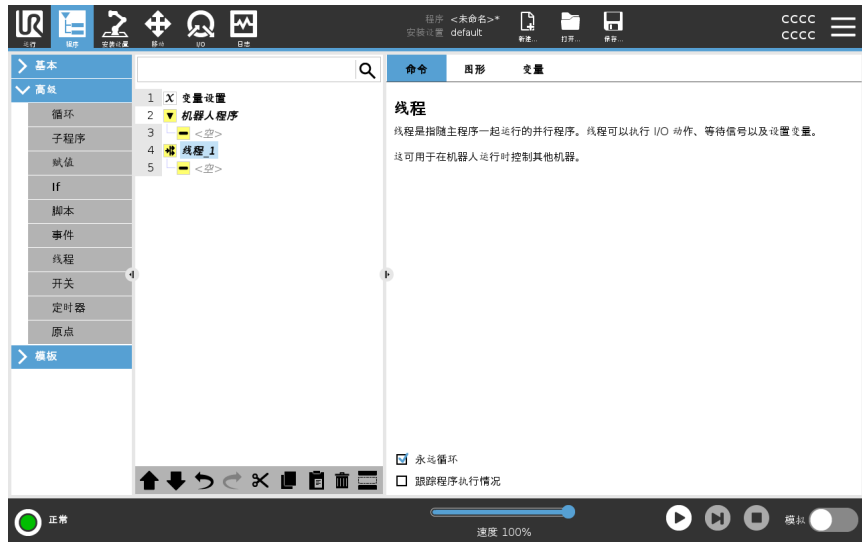 UR
运行
程序
安装设置
移动
I/O
日志
程序 <未命名>*
安装设置 default
新建...
打开...
保存...
CCCC
CCCC
基本
高级
循环
子程序
赋值
If
脚本
事件
线程
开关
定时器
原点
模板
1 X 变量设置
2 机器人程序
3 <空>
4 线程_1
5 <空>
命令 图形 变量
线程
线程是指随主程序一起运行的并行程序。线程可以执行 I/O 动作、等待信号以及设置变量。
这可用于在机器人运行时控制其他机器。
永远循环
跟踪程序执行情况
正常
速度 100%
模拟